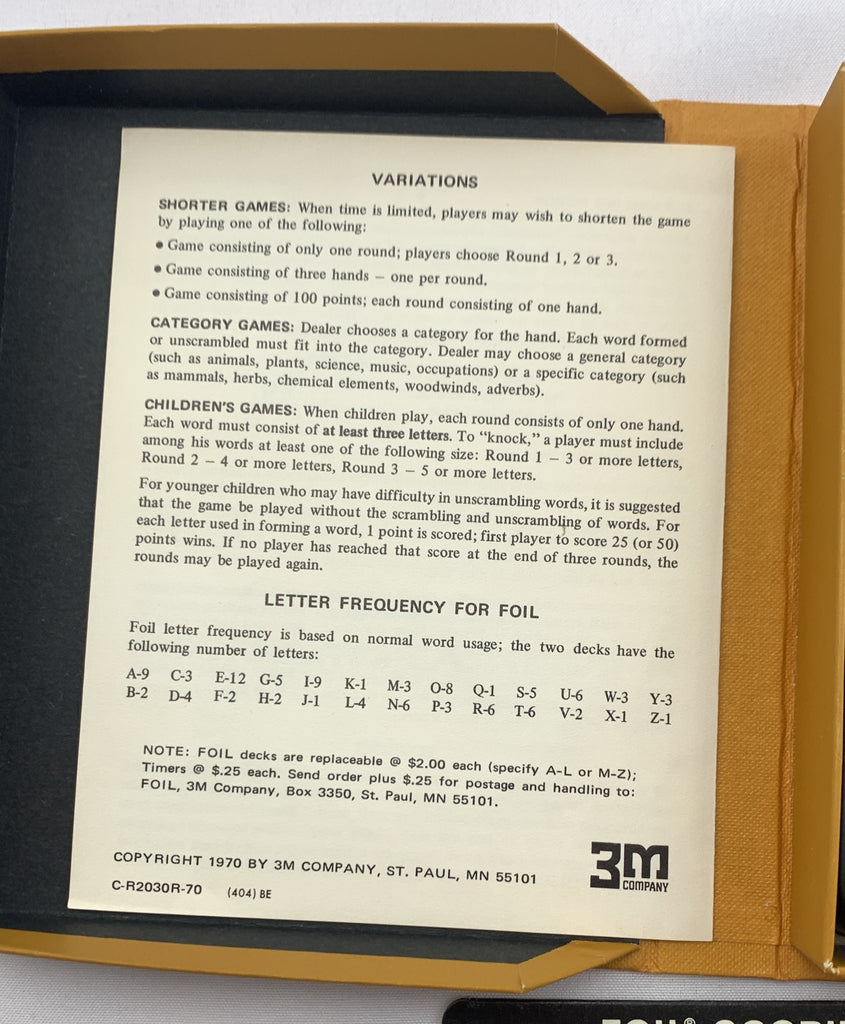 VARIATIONS
SHORTER GAMES: When time is limited, players may wish to shorten the game
by playing one of the following:
• Game consisting of only one round; players choose Round 1, 2 or 3.
• Game consisting of three hands – one per round.
• Game consisting of 100 points; each round consisting of one hand.
CATEGORY GAMES: Dealer chooses a category for the hand. Each word formed
or unscrambled must fit into the category. Dealer may choose a general category
(such as animals, plants, science, music, occupations) or a specific category (such
as mammals, herbs, chemical elements, woodwinds, adverbs).
CHILDREN'S GAMES: When children play, each round consists of only one hand.
Each word must consist of at least three letters. To "knock," a player must include
among his words at least one of the following size: Round 1 – 3 or more letters,
Round 2 – 4 or more letters, Round 3 – 5 or more letters.
For younger children who may have difficulty in unscrambling words, it is suggested
that the game be played without the scrambling and unscrambling of words. For
each letter used in forming a word, 1 point is scored; first player to score 25 (or 50)
points wins. If no player has reached that score at the end of three rounds, the
rounds may be played again.
LETTER FREQUENCY FOR FOIL
Foil letter frequency is based on normal word usage; the two decks have the
following number of letters:
A-9 C-3 E-12 G-5 I-9 K-1 M-3 O-8 Q-1 S-5 U-6 W-3 Y-3
B-2 D-4 F-2 H-2 J-1 L-4 N-6 P-3 R-6 T-6 V-2 X-1 Z-1
NOTE: FOIL decks are replaceable @ $2.00 each (specify A-L or M-Z);
Timers @ $.25 each. Send order plus $.25 for postage and handling to:
FOIL, 3M Company, Box 3350, St. Paul, MN 55101.
COPYRIGHT 1970 BY 3M COMPANY, ST. PAUL, MN 55101
C-R2030R-70 (404) BE
3M
COMPANY